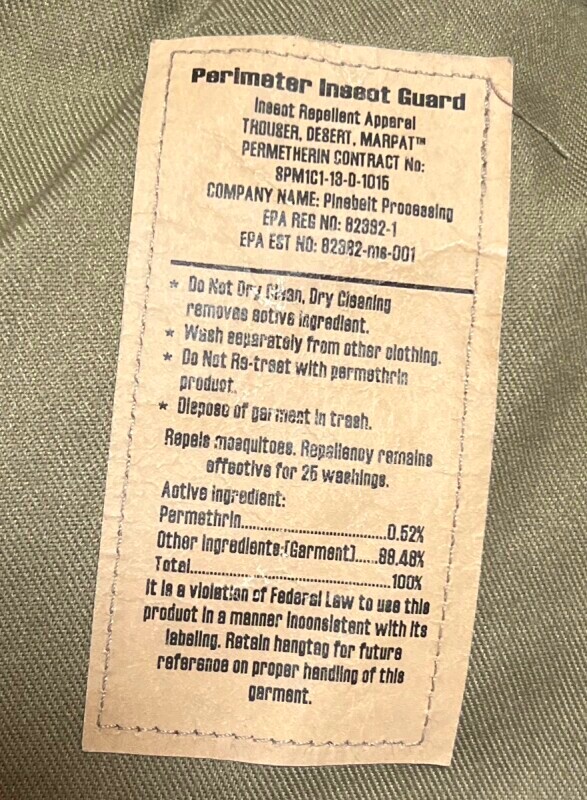 Perimeter Insect Guard
Insect Repellent Apparel
TROUSER, DESERT, MARPAT™
PERMETHERIN CONTRACT No:
SPM1C1-13-D-1015
COMPANY NAME: Pinebelt Processing
EPA REG NO: 82392-1
EPA EST NO: 82382-ms-001
* Do Not Dry Clean, Dry Cleaning
removes active ingredient.
* Wash separately from other clothing.
* Do Not Re-treat with permethrin
product.
* Dispose of garment in trash.
Repels mosquitoes. Repellency remains
effective for 25 washings.
Active ingredient:
Permethrin..............................0.52%
Other ingredients:(Garment).....99.48%
Total..........................................100%
It is a violation of Federal Law to use this
product in a manner inconsistent with its
labeling. Retain hangtag for future
reference on proper handling of this
garment.